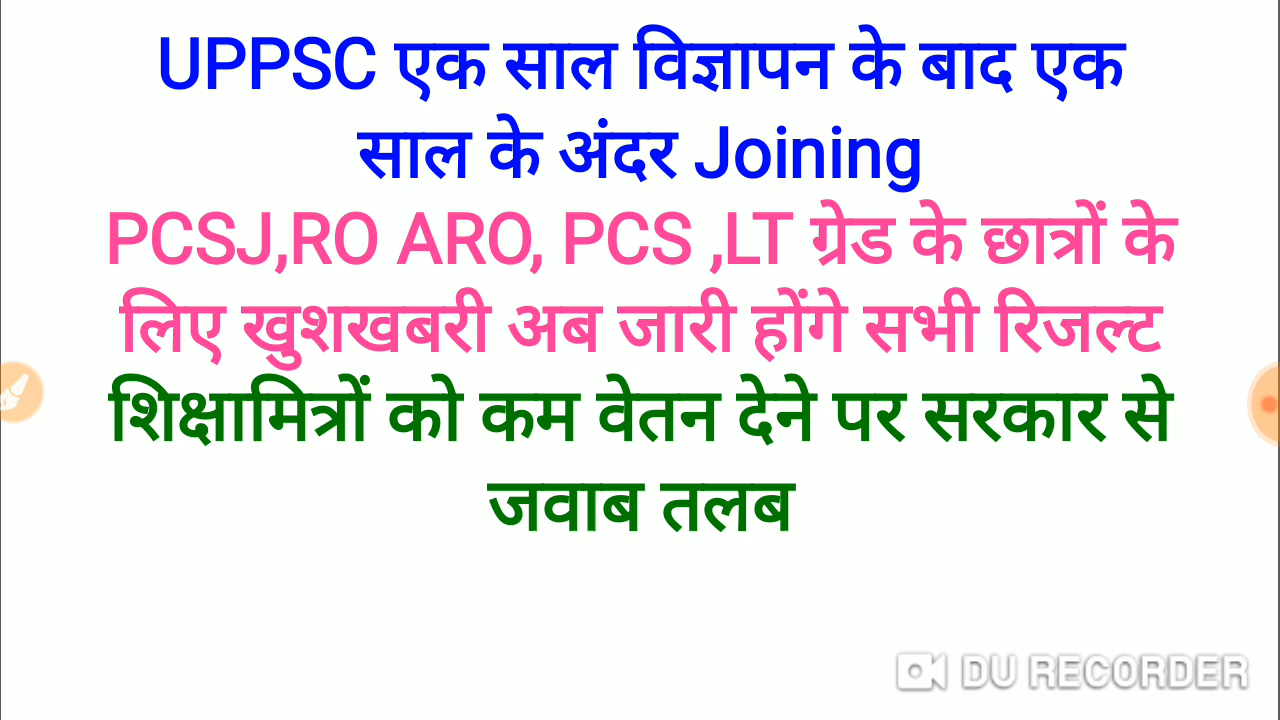 UPPSC एक साल विज्ञापन के बाद एक
साल के अंदर Joining
PCSJ,RO ARO, PCS ,LT ग्रेड के छात्रों के
लिए खुशखबरी अब जारी होंगे सभी रिजल्ट
शिक्षामित्रों को कम वेतन देने पर सरकार से
जवाब तलब
DU RECORDER